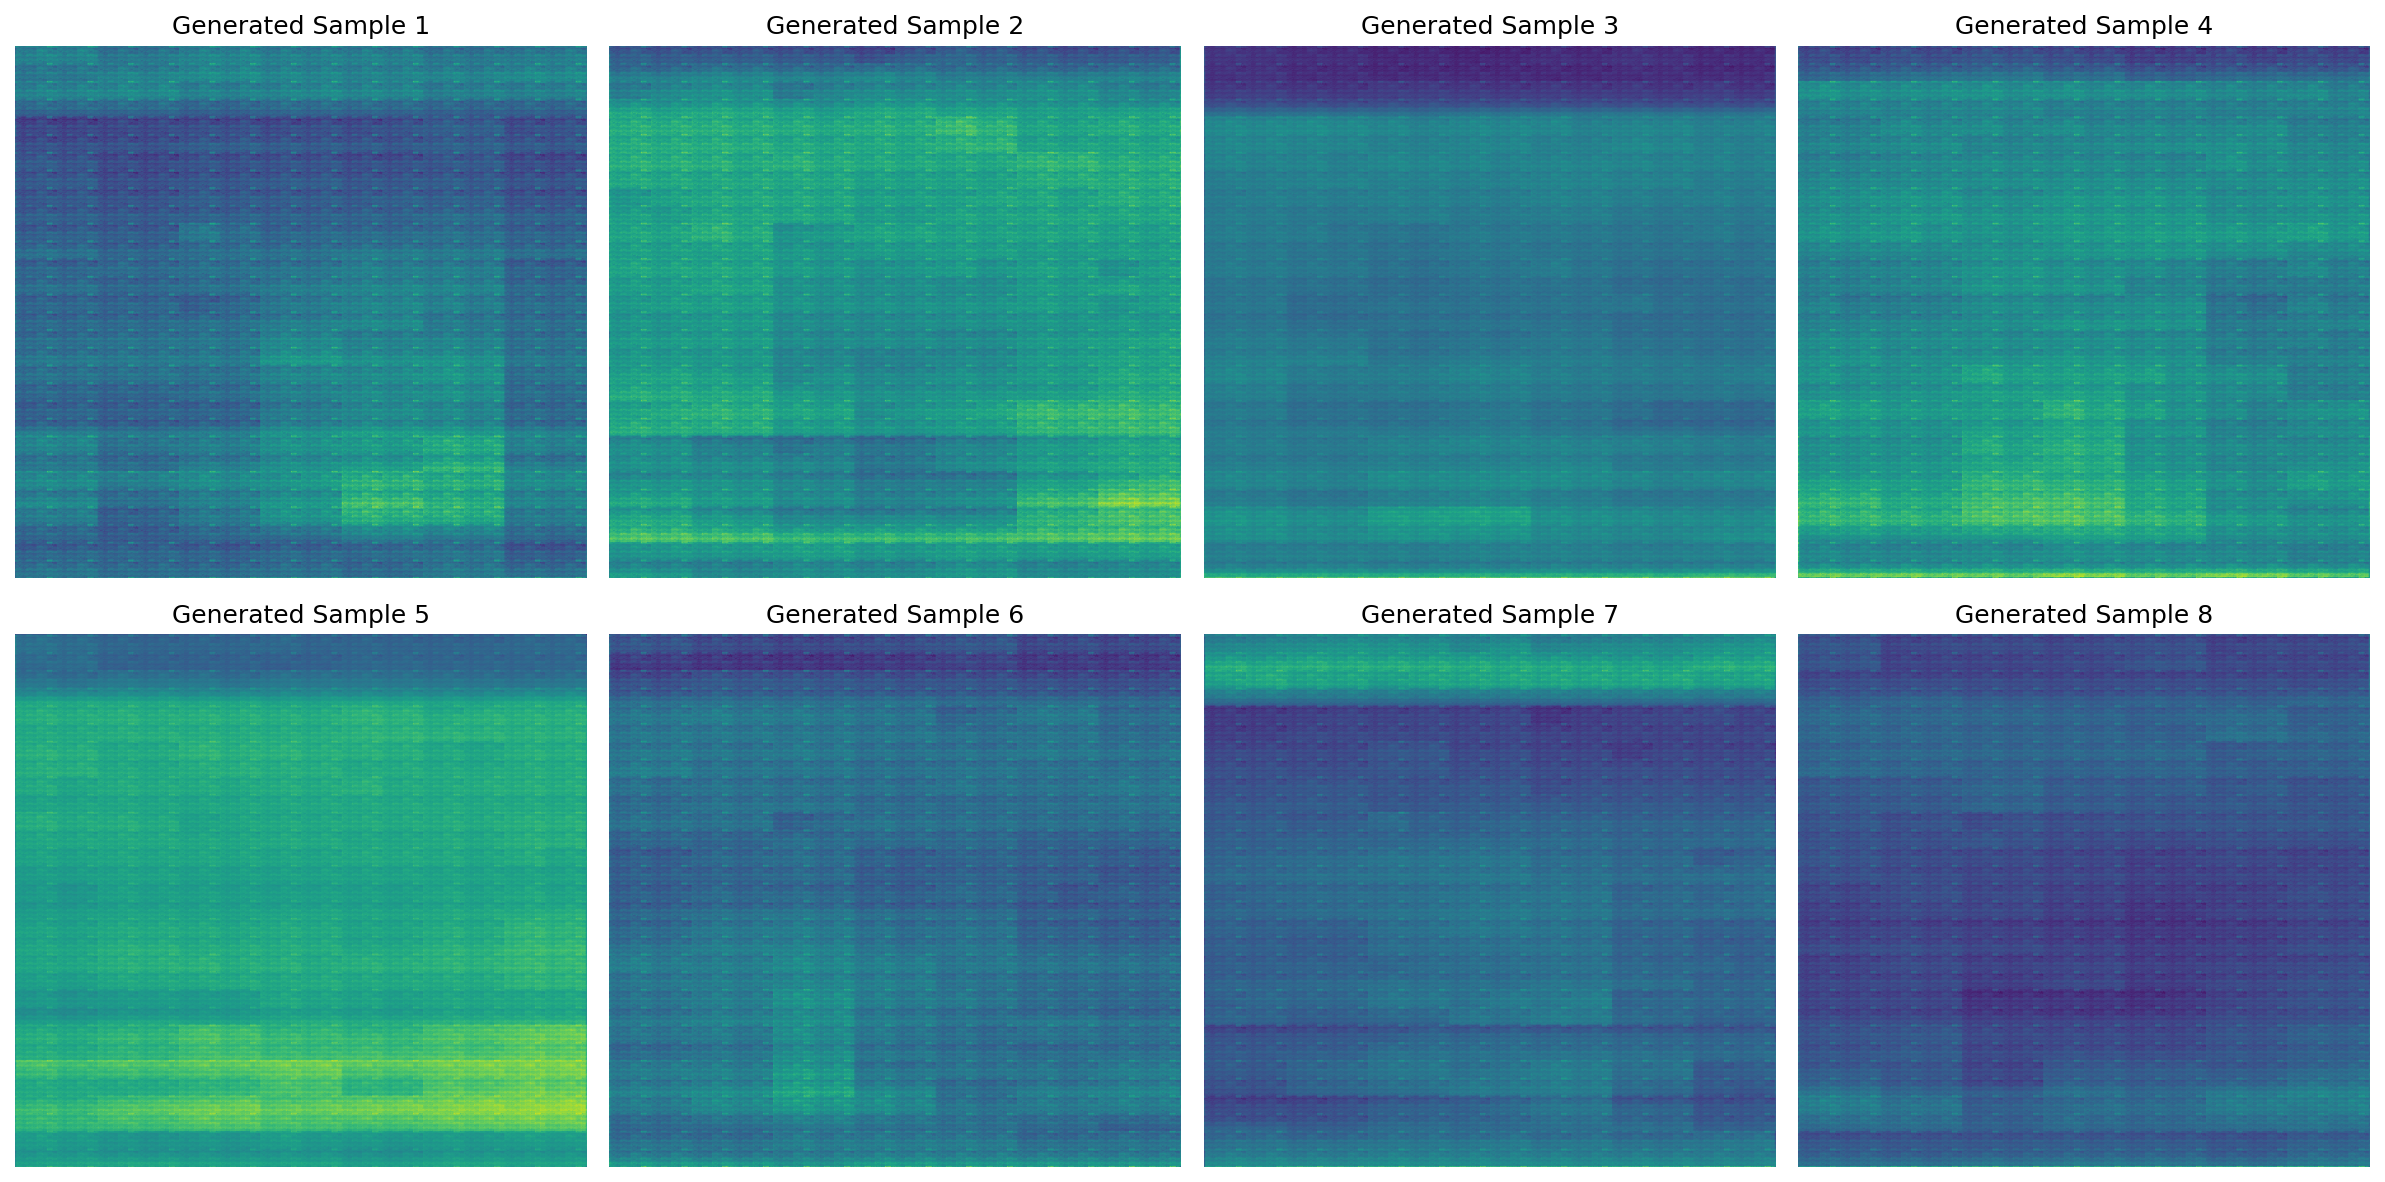 Generated Sample 1
Generated Sample 2
Generated Sample 3
Generated Sample 4
Generated Sample 5
Generated Sample 6
Generated Sample 7
Generated Sample 8